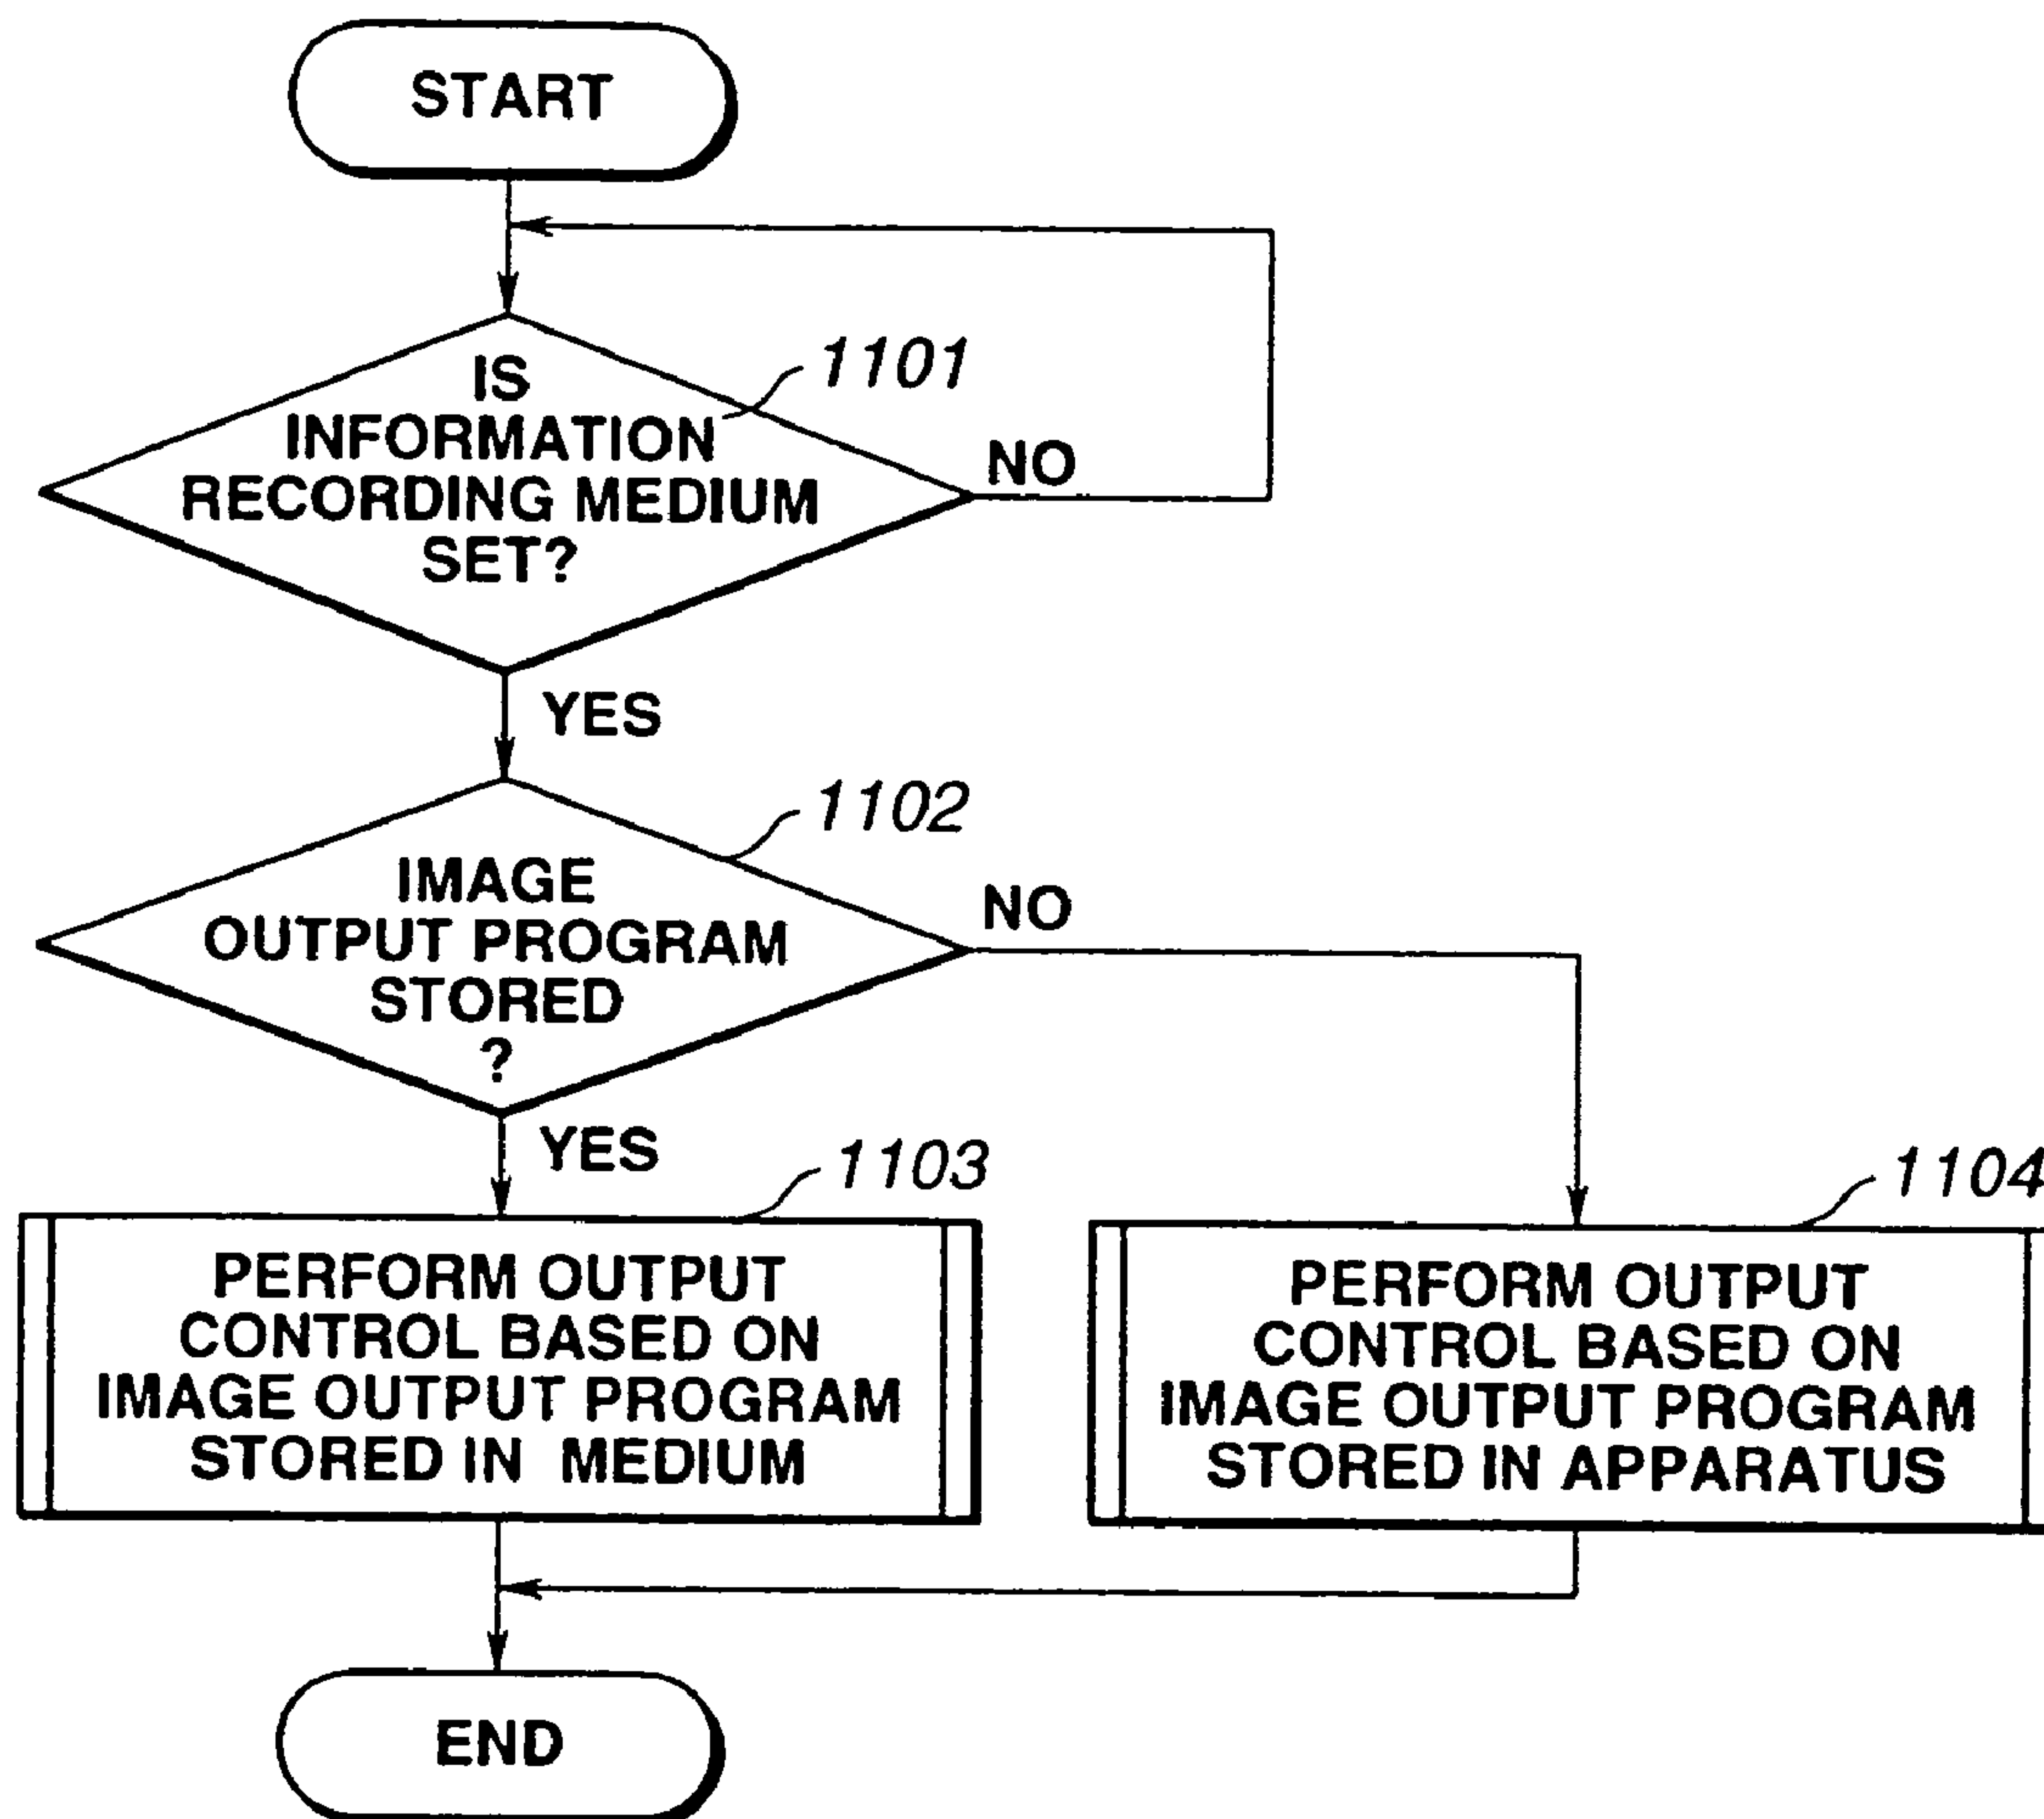 START
IS
INFORMATION
RECORDING MEDIUM
SET?
1101
NO
YES
1102
IMAGE
OUTPUT PROGRAM
STORED
?
NO
YES
1103
PERFORM OUTPUT
CONTROL BASED ON
IMAGE OUTPUT PROGRAM
STORED IN MEDIUM
1104
PERFORM OUTPUT
CONTROL BASED ON
IMAGE OUTPUT PROGRAM
STORED IN APPARATUS
END